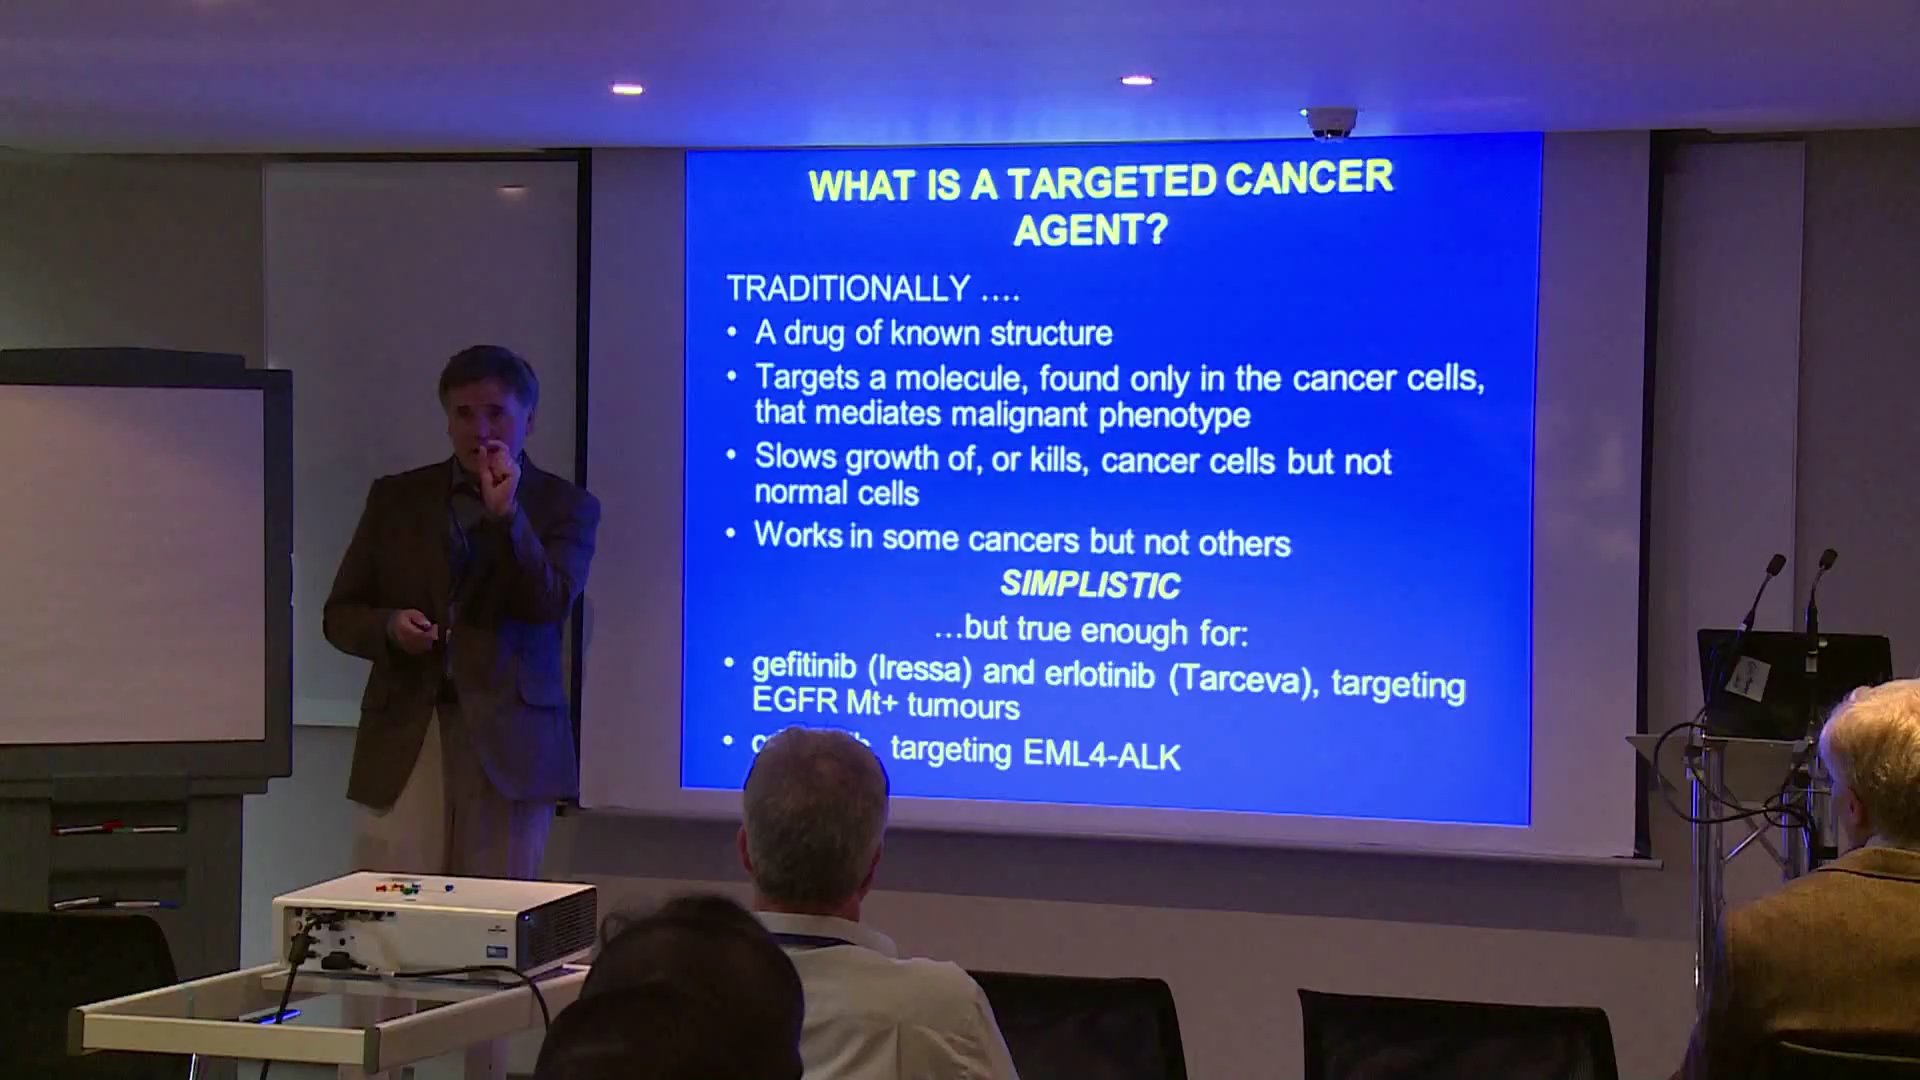 WHAT IS A TARGETED CANCER
AGENT?
TRADITIONALLY ....
• A drug of known structure
• Targets a molecule, found only in the cancer cells,
that mediates malignant phenotype
• Slows growth of, or kills, cancer cells but not
normal cells
• Works in some cancers but not others
SIMPLISTIC
...but true enough for:
• gefitinib (Iressa) and erlotinib (Tarceva), targeting
EGFR Mt+ tumours
• targeting EML4-ALK